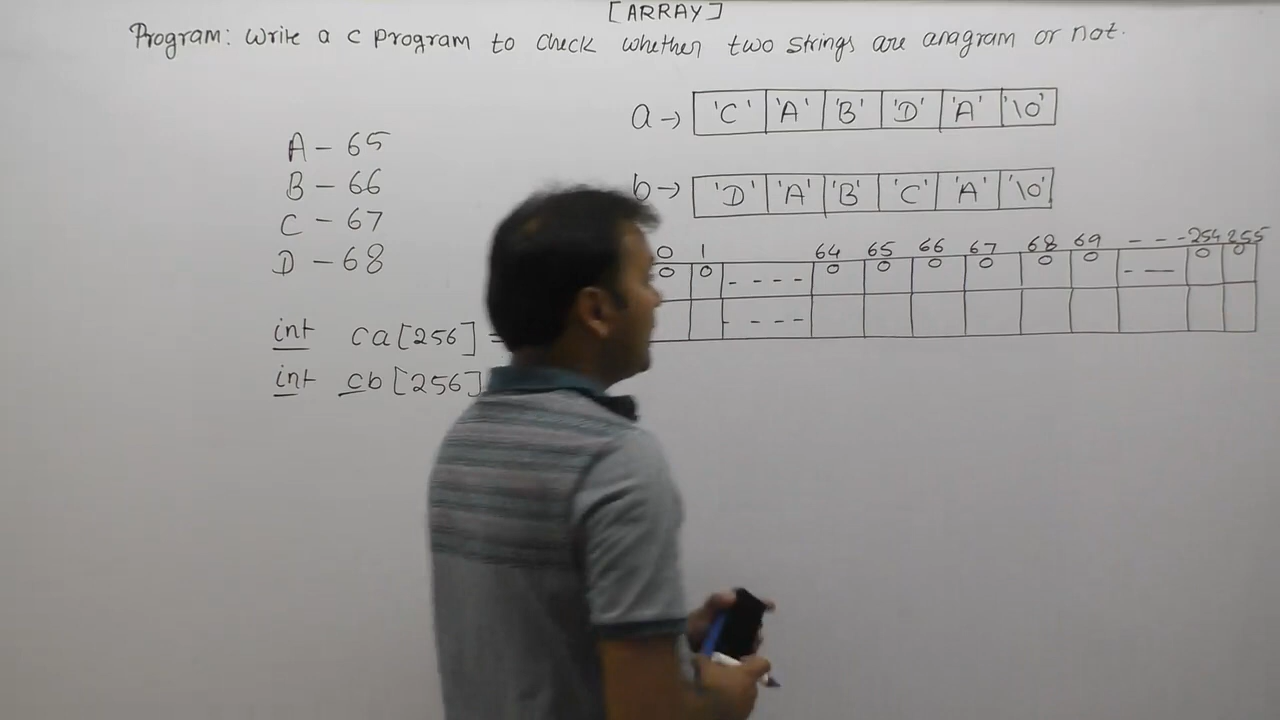 [ARRAY]
Program: Write a c program to check whether two strings are anagram or not.
a→ 'C' 'A' 'B' 'D' 'A' '\0'
A - 65
B - 66
C - 67
D - 68
b→ 'D' 'A' 'B' 'C' 'A' '\0'
0 1 64 65 66 67 68 69 - - - 254 255
0 0 - - - - 0 0 0 0 0 0 - — 0 0
- - - -
int ca[256] =
int cb[256]